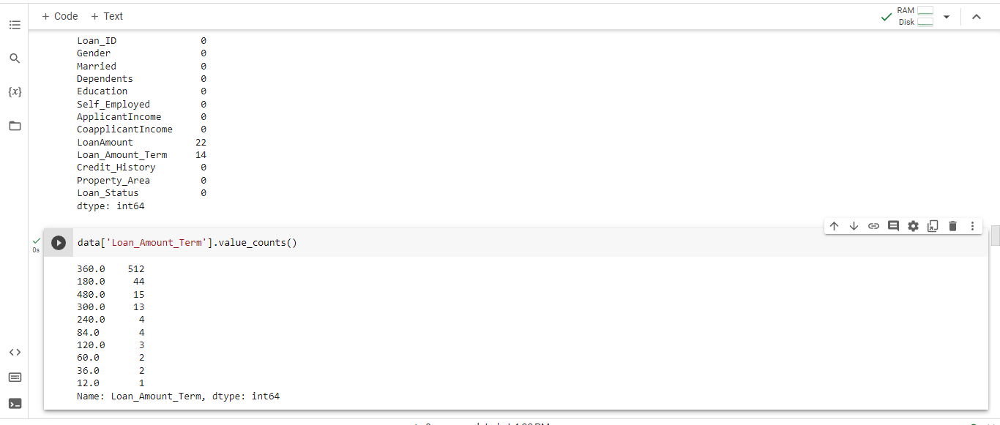 + Code + Text
RAM
Disk
{x}
Loan_ID 0
Gender 0
Married 0
Dependents 0
Education 0
Self_Employed 0
ApplicantIncome 0
CoapplicantIncome 0
LoanAmount 22
Loan_Amount_Term 14
Credit_History 0
Property_Area 0
Loan_Status 0
dtype: int64
0s
data['Loan_Amount_Term'].value_counts()
360.0 512
180.0 44
480.0 15
300.0 13
240.0 4
84.0 4
120.0 3
60.0 2
36.0 2
12.0 1
Name: Loan_Amount_Term, dtype: int64